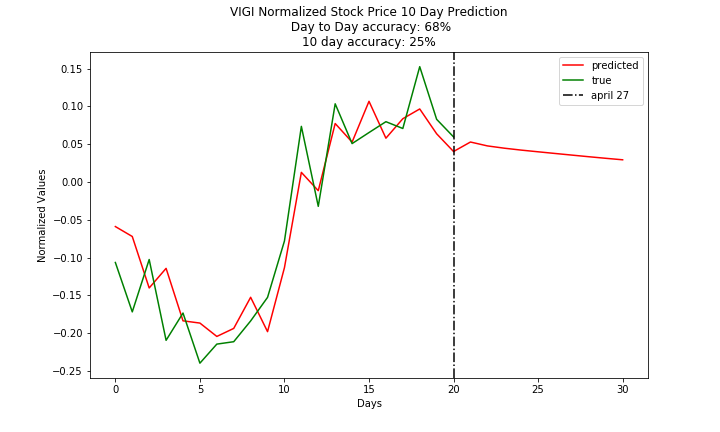 VIGI Normalized Stock Price 10 Day Prediction
Day to Day accuracy: 68%
10 day accuracy: 25%
predicted
true
april 27
0.15
0.10
0.05
0.00
−0.05
−0.10
−0.15
−0.20
−0.25
Normalized Values
0 5 10 15 20 25 30
Days